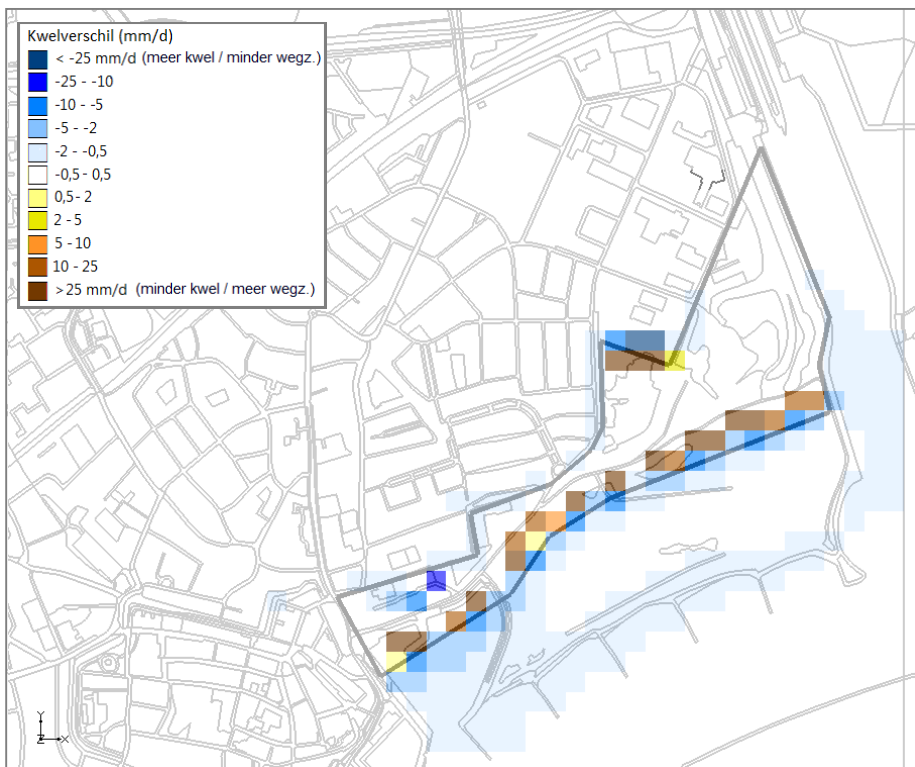 Kwelverschil (mm/d)
< -25 mm/d (meer kwel / minder wegz.)
-25 - -10
-10 - -5
-5 - -2
-2 - -0,5
-0,5 - 0,5
0,5- 2
2 - 5
5 - 10
10 - 25
>25 mm/d (minder kwel / meer wegz.)
Y
Z X